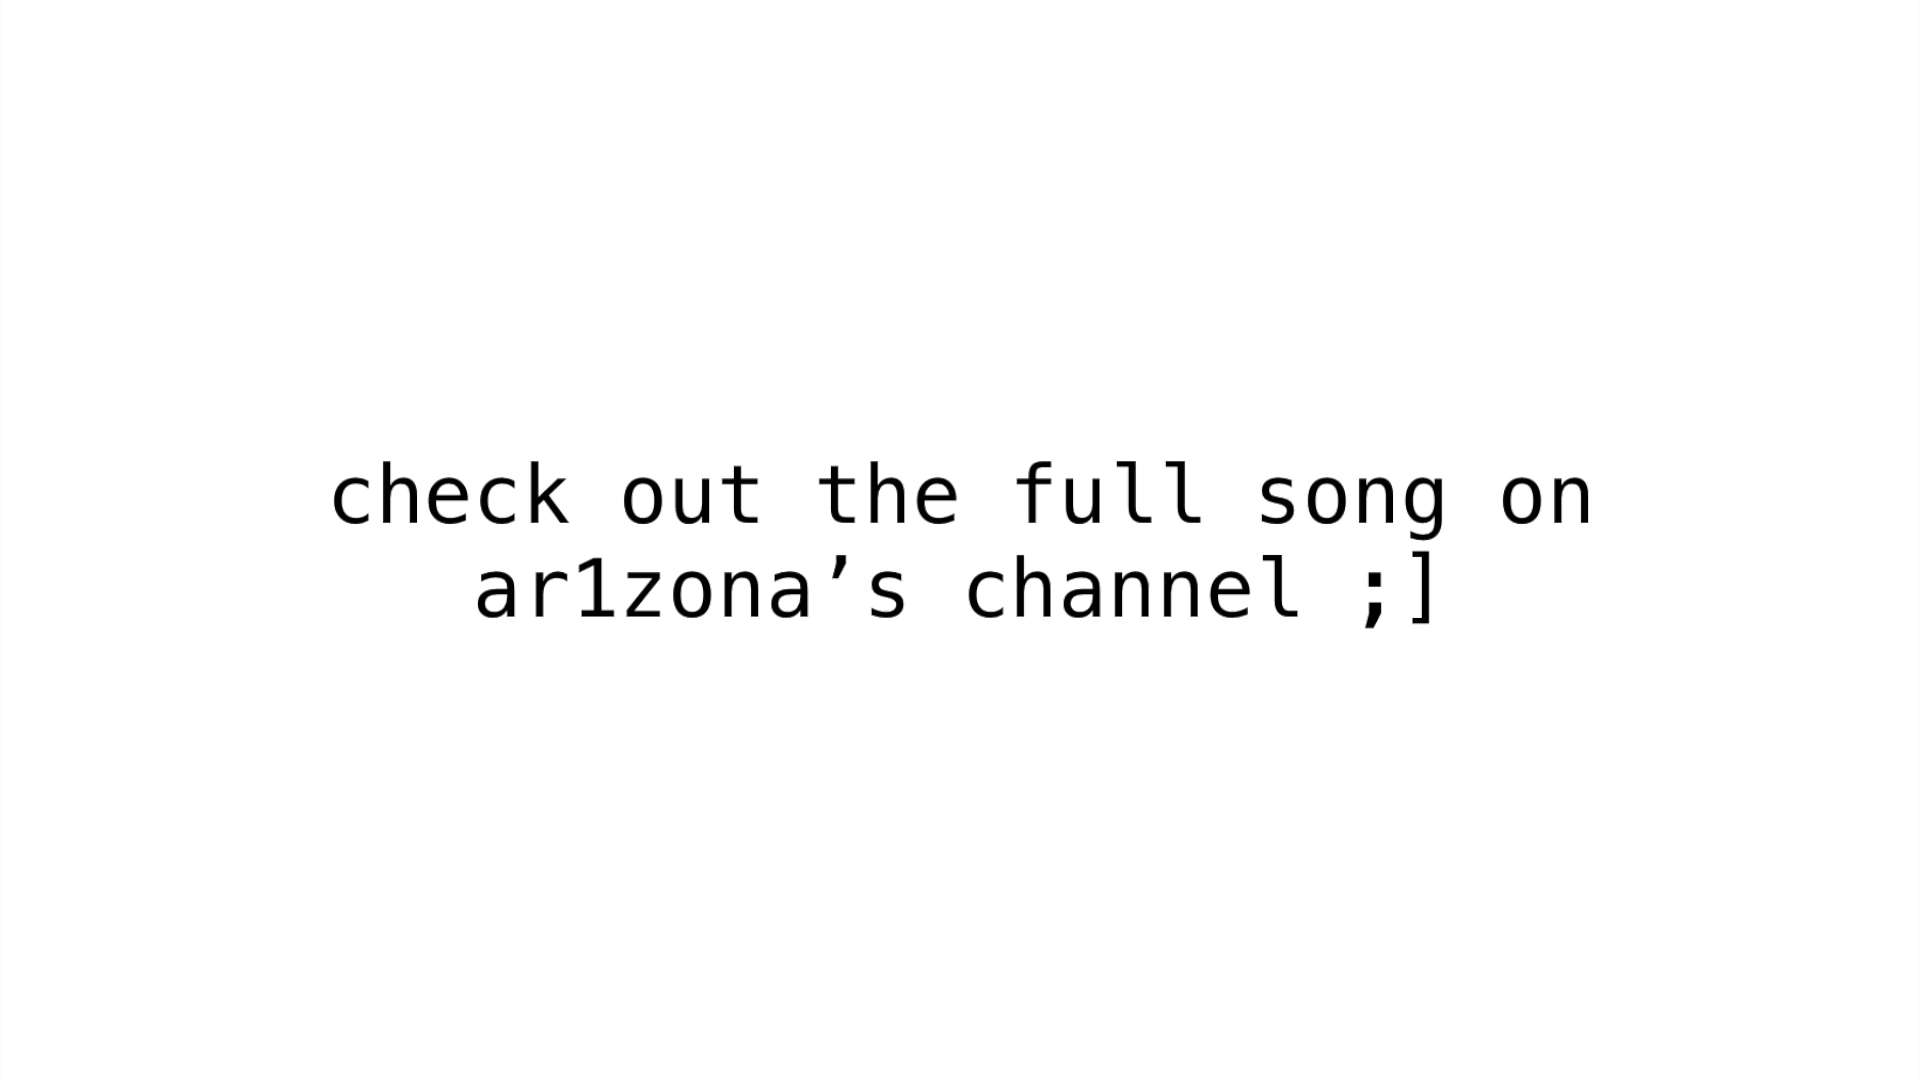 check out the full song on
ar1zona’s channel ;]